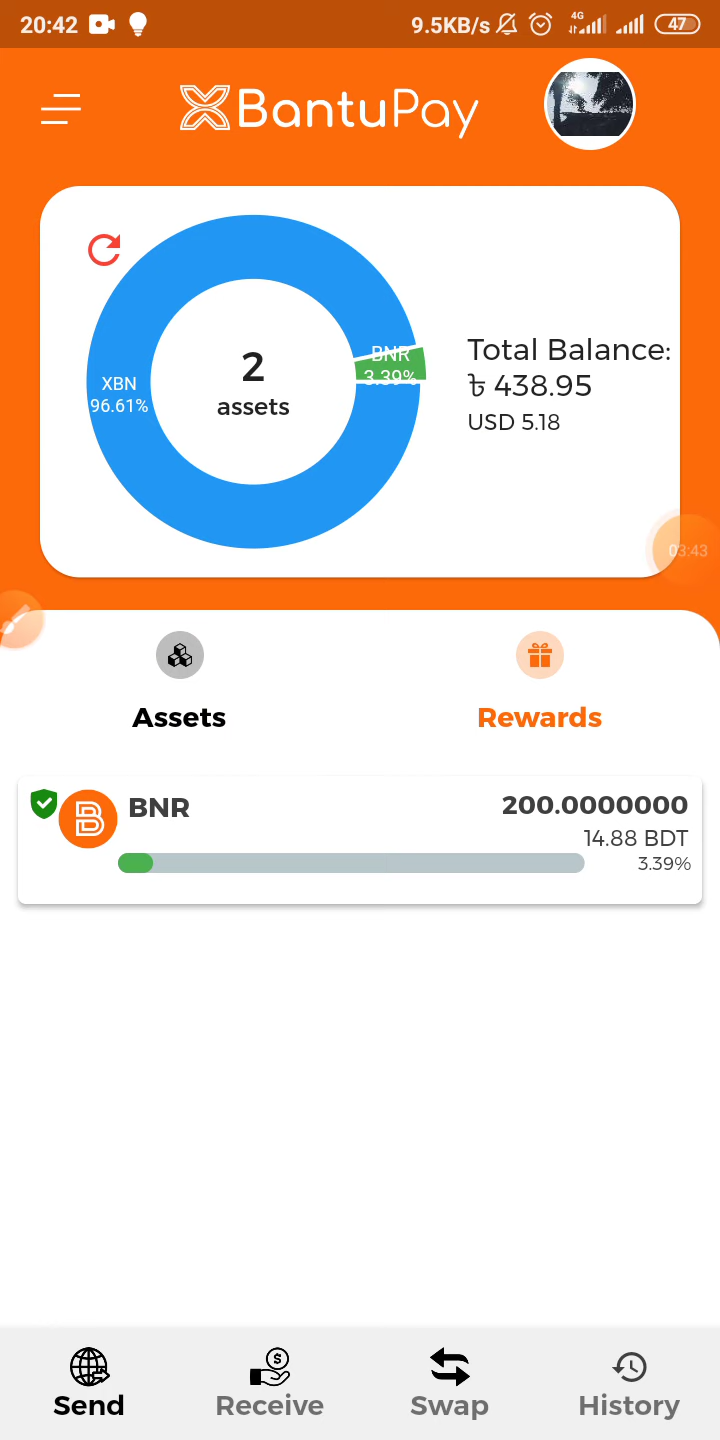 20:42 9.5KB/s 4G 47
BantuPay
2
assets
BNR
3.39%
XBN
96.61%
Total Balance:
৳ 438.95
USD 5.18
03:43
Assets
Rewards
BNR
200.0000000
14.88 BDT
3.39%
Send
Receive
Swap
History